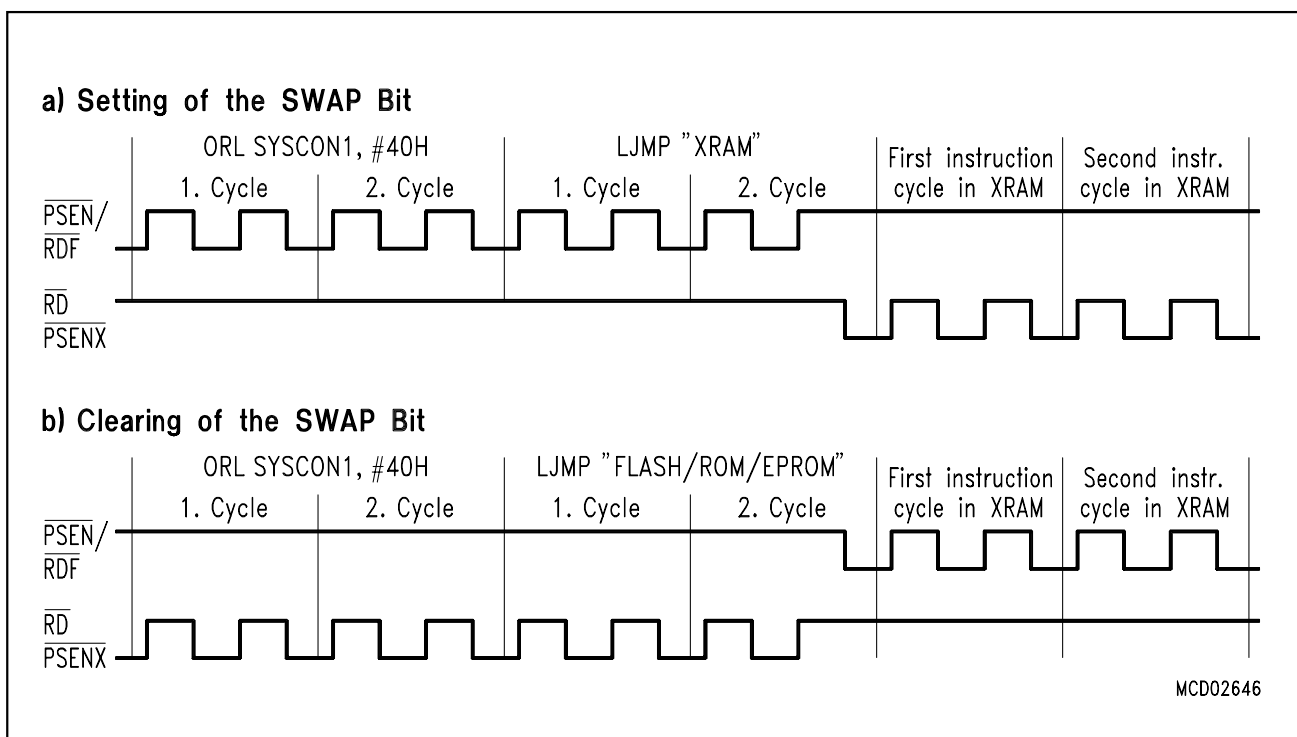 a) Setting of the SWAP Bit
ORL SYSCON1, #40H
LJMP "XRAM"
First instruction
cycle in XRAM
Second instr.
cycle in XRAM
1. Cycle
2. Cycle
1. Cycle
2. Cycle
PSEN/
RDF
RD
PSENX
b) Clearing of the SWAP Bit
ORL SYSCON1, #40H
LJMP "FLASH/ROM/EPROM"
First instruction
cycle in XRAM
Second instr.
cycle in XRAM
1. Cycle
2. Cycle
1. Cycle
2. Cycle
PSEN/
RDF
RD
PSENX
MCD02646